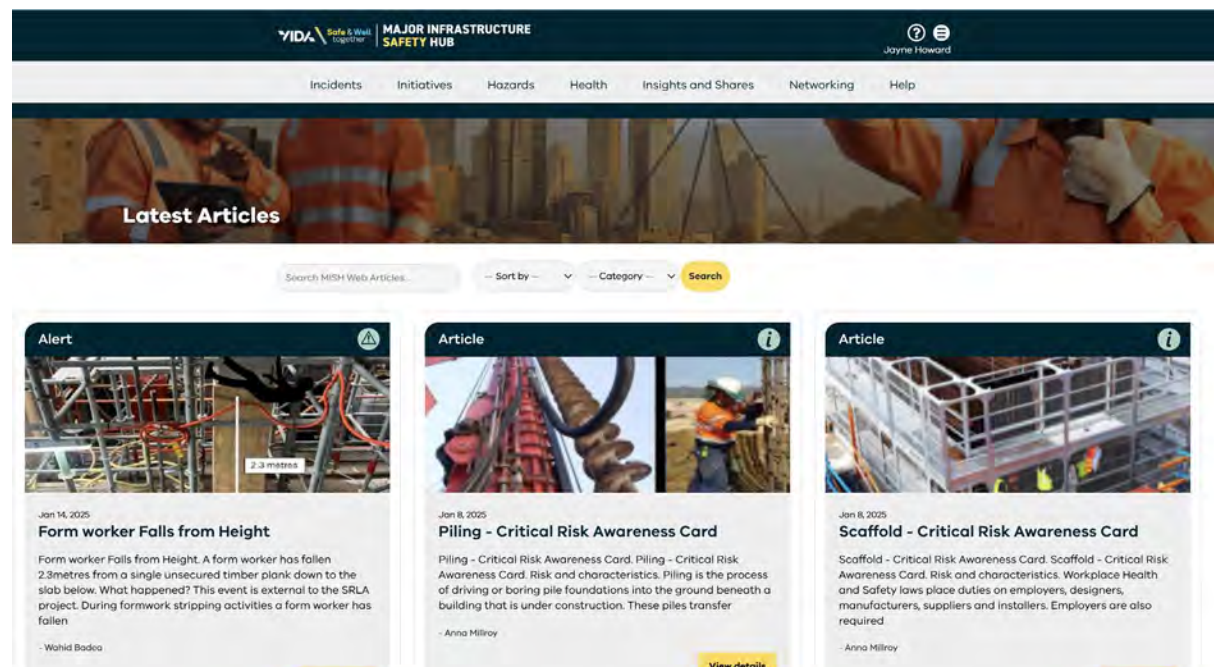 VIDA Safe & Well together MAJOR INFRASTRUCTURE SAFETY HUB
Jayne Howard
Incidents Initiatives Hazards Health Insights and Shares Networking Help
Latest Articles
Search MISH Web Articles...
-- Sort by --
-- Category --
Search
Alert
2.3 metres
Jan 14, 2025
Form worker Falls from Height
Form worker Falls from Height. A form worker has fallen
2.3metres from a single unsecured timber plank down to the
slab below. What happened? This event is external to the SRLA
project. During formwork stripping activities a form worker has
fallen
- Wahid Badea
Article
Jan 8, 2025
Piling - Critical Risk Awareness Card
Piling - Critical Risk Awareness Card. Piling - Critical Risk
Awareness Card. Risk and characteristics. Piling is the process
of driving or boring pile foundations into the ground beneath a
building that is under construction. These piles transfer
- Anna Millroy
View details
Article
Jan 8, 2025
Scaffold - Critical Risk Awareness Card
Scaffold - Critical Risk Awareness Card. Scaffold - Critical Risk
Awareness Card. Risk and characteristics. Workplace Health
and Safety laws place duties on employers, designers,
manufacturers, suppliers and installers. Employers are also
required
- Anna Millroy